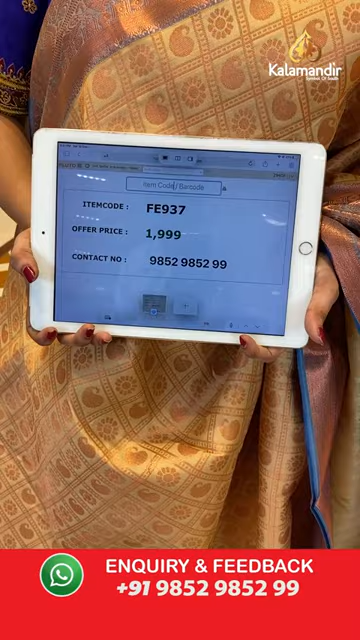 Kalamandir
Item Code / Barcode
ITEMCODE : FE937
OFFER PRICE : 1,999
CONTACT NO : 9852 9852 99
ENQUIRY & FEEDBACK
+91 9852 9852 99